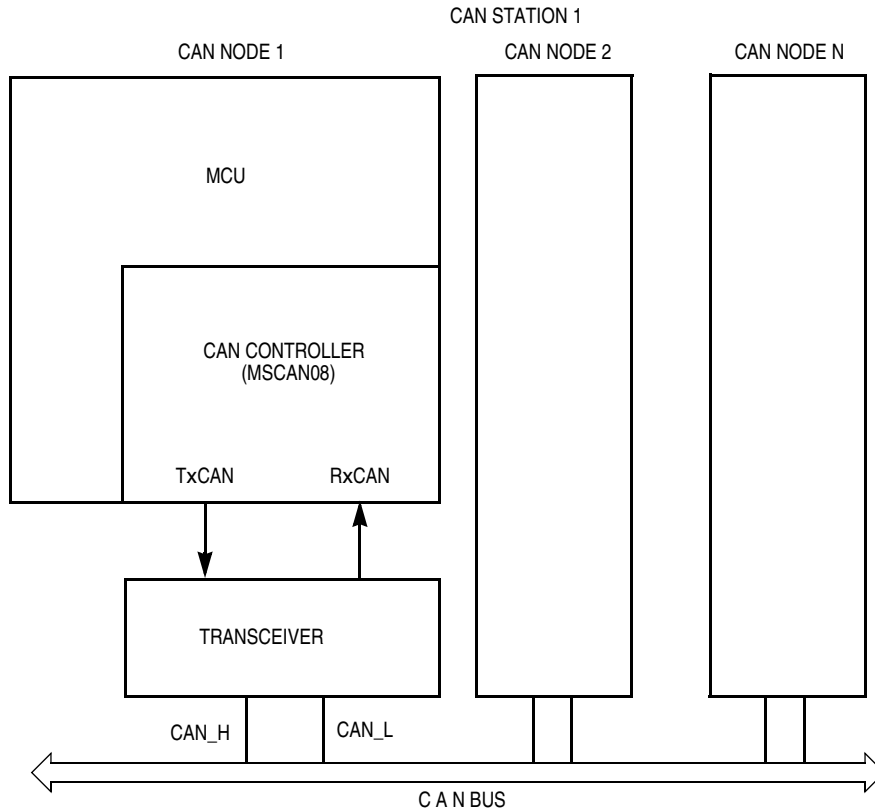 CAN STATION 1
CAN NODE 1
CAN NODE 2
CAN NODE N
MCU
CAN CONTROLLER
(MSCAN08)
TxCAN
RxCAN
TRANSCEIVER
CAN_H
CAN_L
C A N BUS